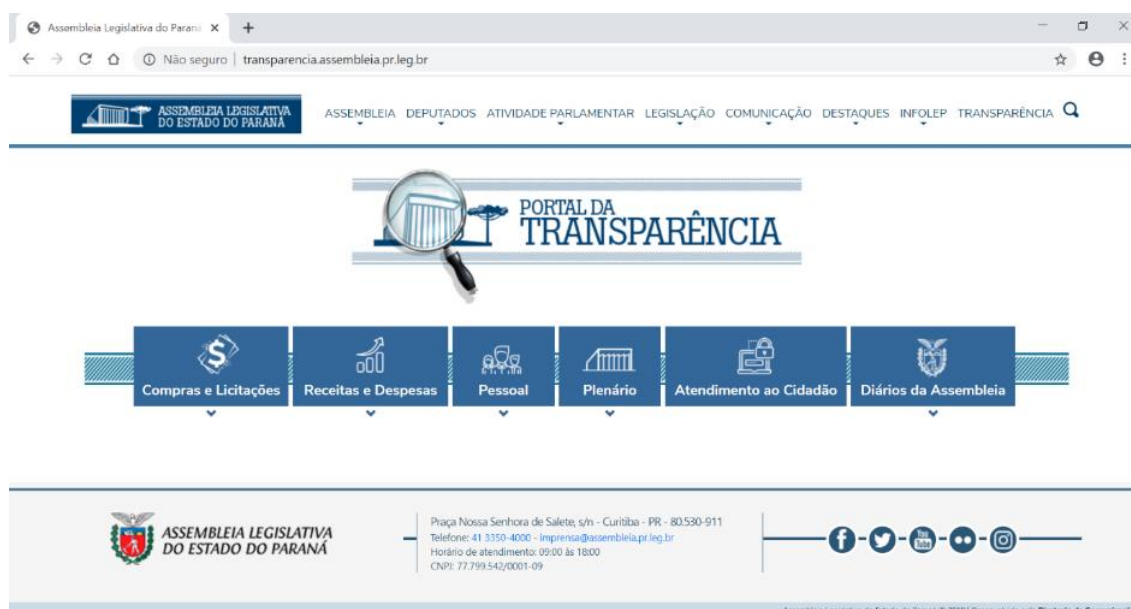 Assembleia Legislativa do Paraná
Não seguro | transparencia.assembleia.pr.leg.br
ASSEMBLEIA LEGISLATIVA
DO ESTADO DO PARANÁ
ASSEMBLEIA DEPUTADOS ATIVIDADE PARLAMENTAR LEGISLAÇÃO COMUNICAÇÃO DESTAQUES INFOLEP TRANSPARÊNCIA
PORTAL DA
TRANSPARÊNCIA
Compras e Licitações Receitas e Despesas Pessoal Plenário Atendimento ao Cidadão Diários da Assembleia
ASSEMBLEIA LEGISLATIVA
DO ESTADO DO PARANÁ
Praça Nossa Senhora de Salete, s/n - Curitiba - PR - 80.530-911
Telefone: 41 3350-4000 - imprensa@assembleia.pr.leg.br
Horário de atendimento: 09:00 às 18:00
CNPJ: 77.799.542/0001-09
You
Tube